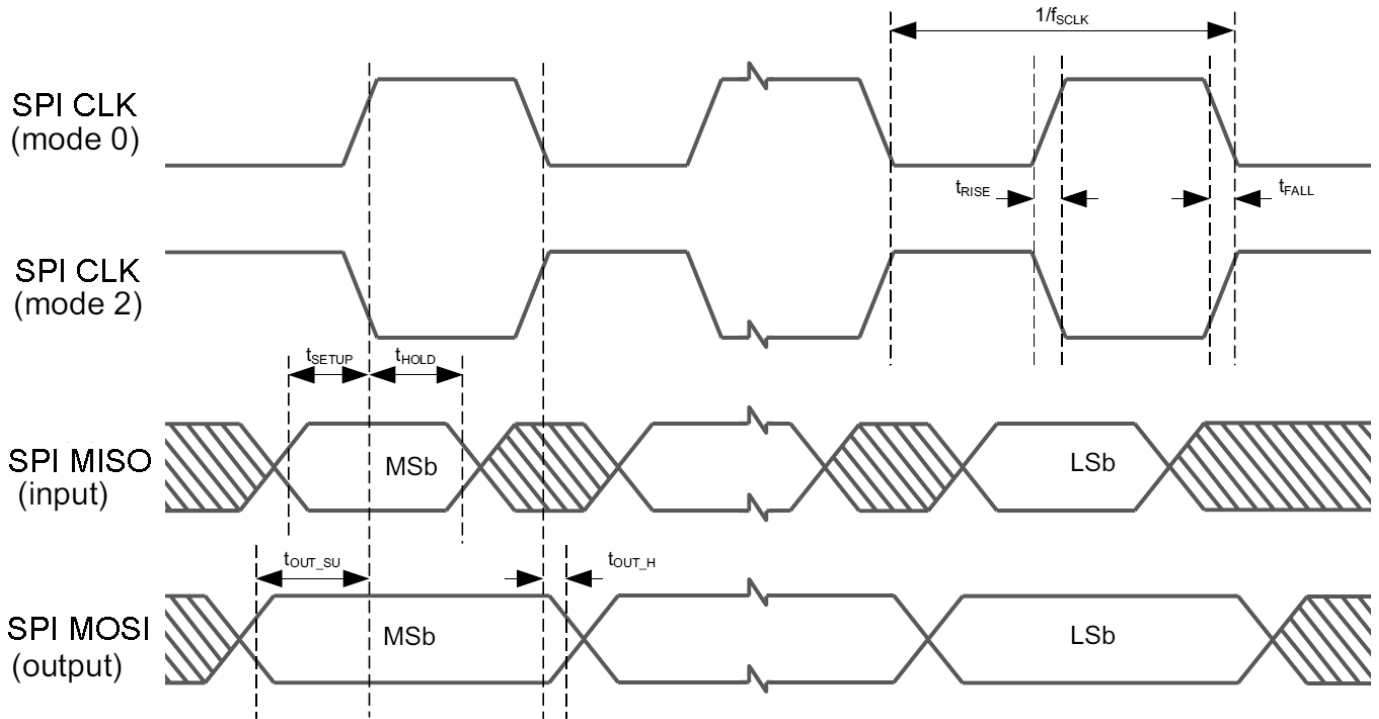 1/fSCLK
SPI CLK
(mode 0)
tRISE
tFALL
SPI CLK
(mode 2)
tSETUP
tHOLD
SPI MISO
(input)
MSb
LSb
tOUT_SU
tOUT_H
SPI MOSI
(output)
MSb
LSb